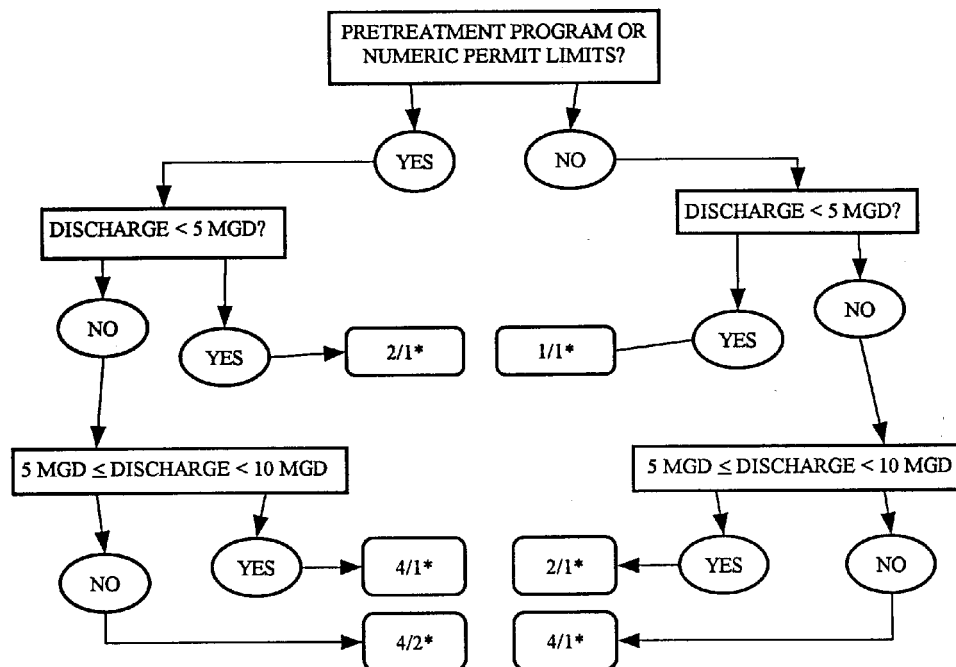 PRETREATMENT PROGRAM OR
NUMERIC PERMIT LIMITS?
YES
NO
DISCHARGE < 5 MGD?
DISCHARGE < 5 MGD?
NO
YES
2/1*
1/1*
YES
NO
5 MGD ≤ DISCHARGE < 10 MGD
5 MGD ≤ DISCHARGE < 10 MGD
NO
YES
4/1*
2/1*
YES
NO
4/2*
4/1*